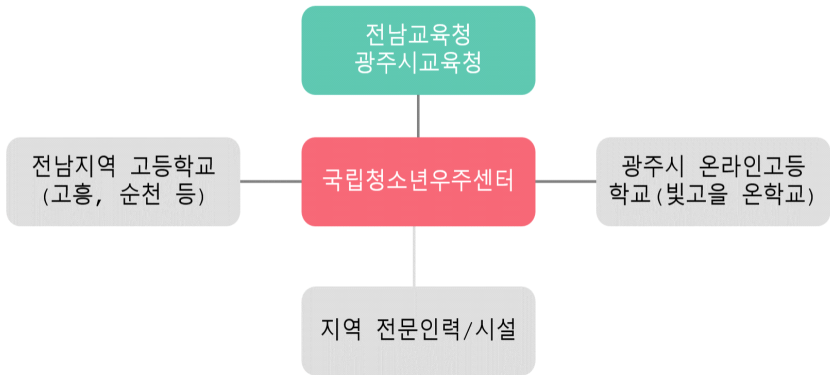 전남교육청
광주시교육청
전남지역 고등학교
(고흥, 순천 등)
국립청소년우주센터
광주시 온라인고등
학교(빛고을 온학교)
지역 전문인력/시설